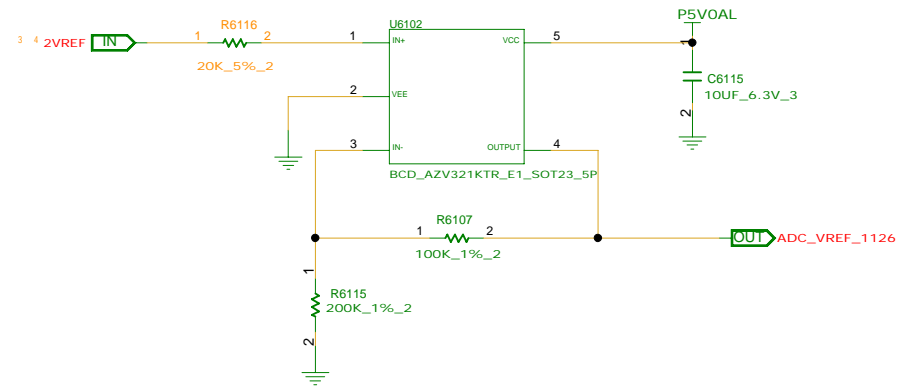 R6116
U6102
P5V0AL
3 4 2VREF IN 1 2 1 IN+ VCC 5 1
20K_5%_2
C6115
10UF_6.3V_3
2 VEE
2
3 IN- OUTPUT 4
BCD_AZV321KTR_E1_SOT23_5P
R6107
1 2
OUT ADC_VREF_1126
100K_1%_2
1
R6115
200K_1%_2
2